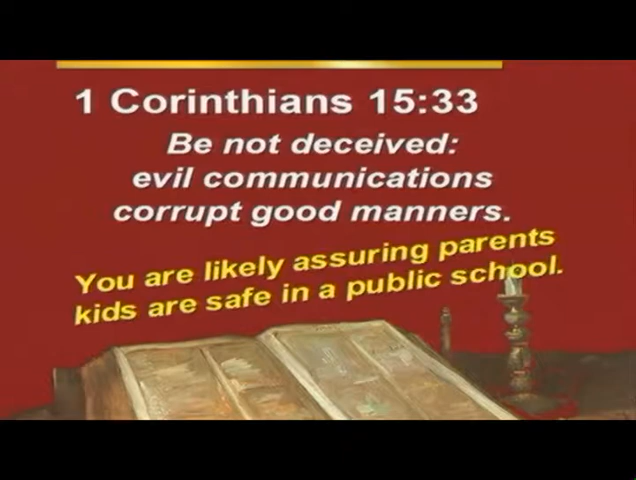 1 Corinthians 15:33
Be not deceived:
evil communications
corrupt good manners.
You are likely assuring parents
kids are safe in a public school.